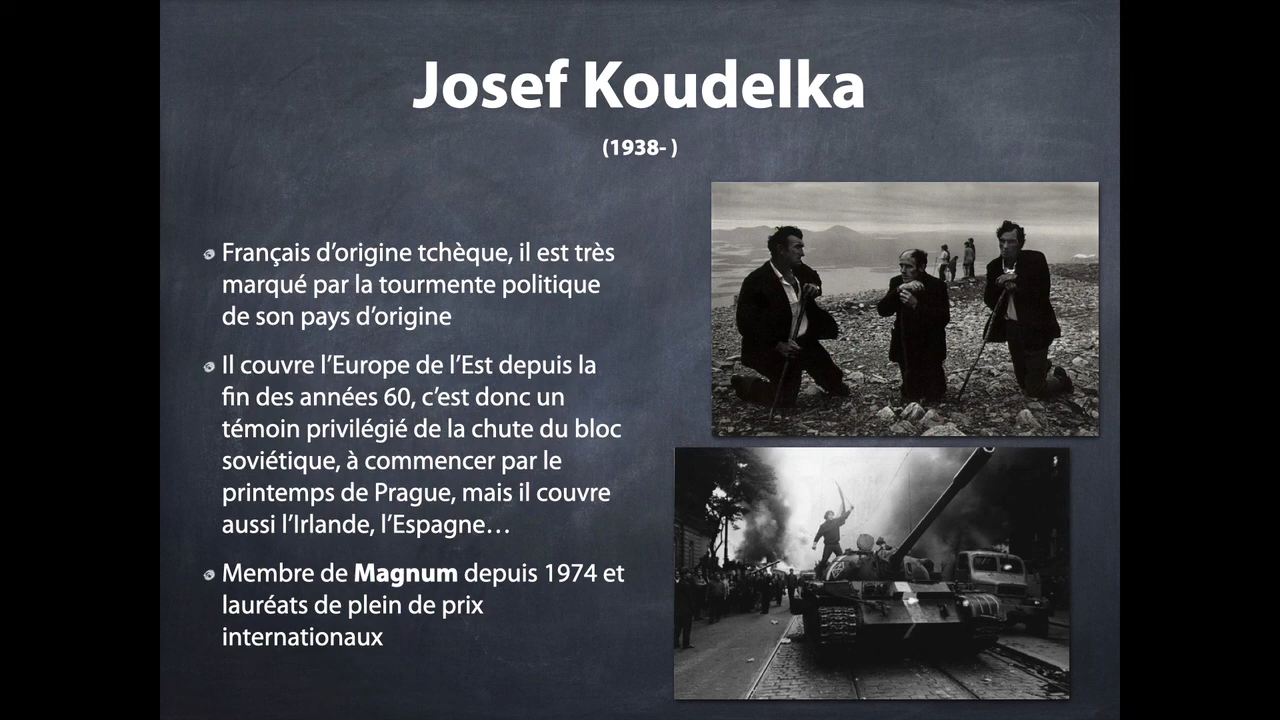 Josef Koudelka
(1938- )
Français d'origine tchèque, il est très
marqué par la tourmente politique
de son pays d'origine
Il couvre l'Europe de l'Est depuis la
fin des années 60, c'est donc un
témoin privilégié de la chute du bloc
soviétique, à commencer par le
printemps de Prague, mais il couvre
aussi l'Irlande, l'Espagne…
Membre de Magnum depuis 1974 et
lauréats de plein de prix
internationaux